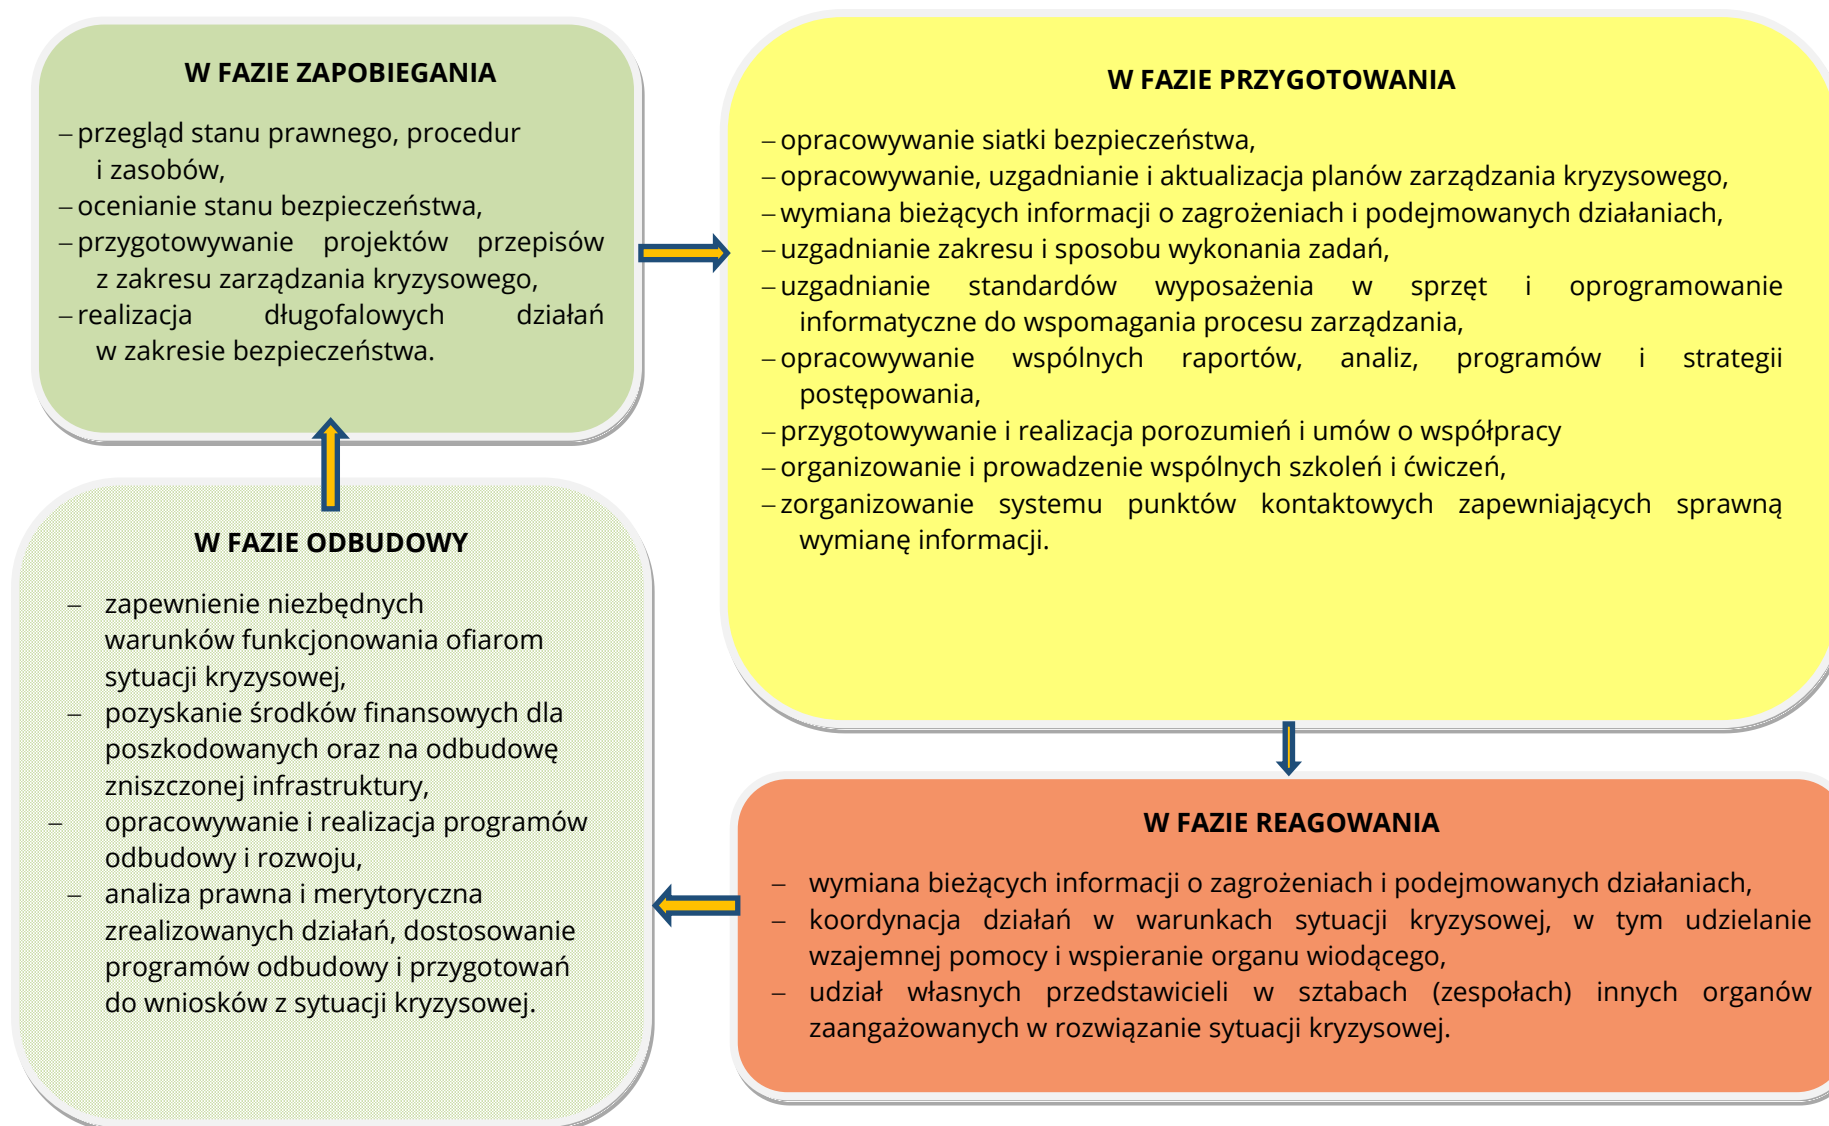 W FAZIE ZAPOBIEGANIA
– przegląd stanu prawnego, procedur
i zasobów,
– ocenianie stanu bezpieczeństwa,
– przygotowywanie projektów przepisów
z zakresu zarządzania kryzysowego,
– realizacja długofalowych działań
w zakresie bezpieczeństwa.
W FAZIE PRZYGOTOWANIA
– opracowywanie siatki bezpieczeństwa,
– opracowywanie, uzgadnianie i aktualizacja planów zarządzania kryzysowego,
– wymiana bieżących informacji o zagrożeniach i podejmowanych działaniach,
– uzgadnianie zakresu i sposobu wykonania zadań,
– uzgadnianie standardów wyposażenia w sprzęt i oprogramowanie
informatyczne do wspomagania procesu zarządzania,
– opracowywanie wspólnych raportów, analiz, programów i strategii
postępowania,
– przygotowywanie i realizacja porozumień i umów o współpracy
– organizowanie i prowadzenie wspólnych szkoleń i ćwiczeń,
– zorganizowanie systemu punktów kontaktowych zapewniających sprawną
wymianę informacji.
W FAZIE REAGOWANIA
– wymiana bieżących informacji o zagrożeniach i podejmowanych działaniach,
– koordynacja działań w warunkach sytuacji kryzysowej, w tym udzielanie
wzajemnej pomocy i wspieranie organu wiodącego,
– udział własnych przedstawicieli w sztabach (zespołach) innych organów
zaangażowanych w rozwiązanie sytuacji kryzysowej.
W FAZIE ODBUDOWY
– zapewnienie niezbędnych
warunków funkcjonowania ofiarom
sytuacji kryzysowej,
– pozyskanie środków finansowych dla
poszkodowanych oraz na odbudowę
zniszczonej infrastruktury,
– opracowywanie i realizacja programów
odbudowy i rozwoju,
– analiza prawna i merytoryczna
zrealizowanych działań, dostosowanie
programów odbudowy i przygotowań
do wniosków z sytuacji kryzysowej.